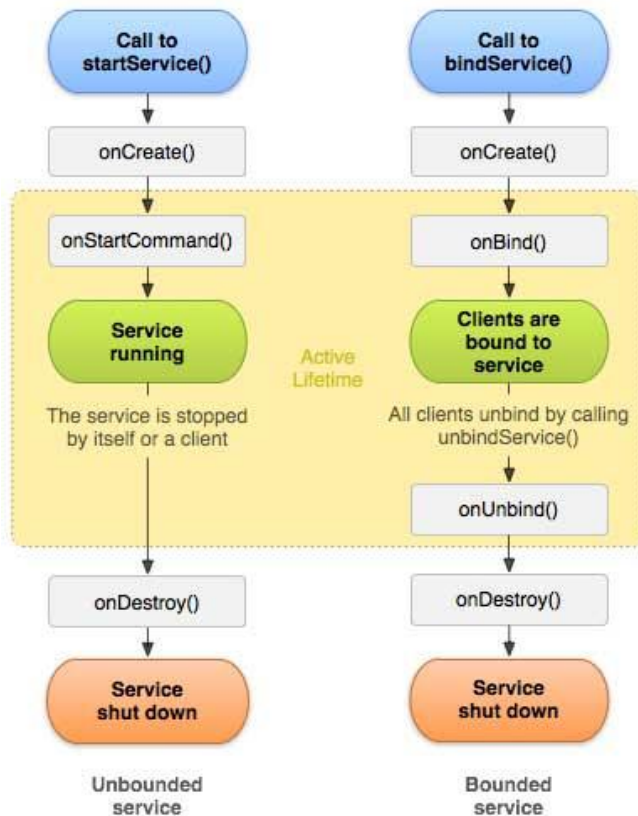 Call to
startService()
onCreate()
onStartCommand()
Service
running
The service is stopped
by itself or a client
onDestroy()
Service
shut down
Unbounded
service
Active
Lifetime
Call to
bindService()
onCreate()
onBind()
Clients are
bound to
service
All clients unbind by calling
unbindService()
onUnbind()
onDestroy()
Service
shut down
Bounded
service